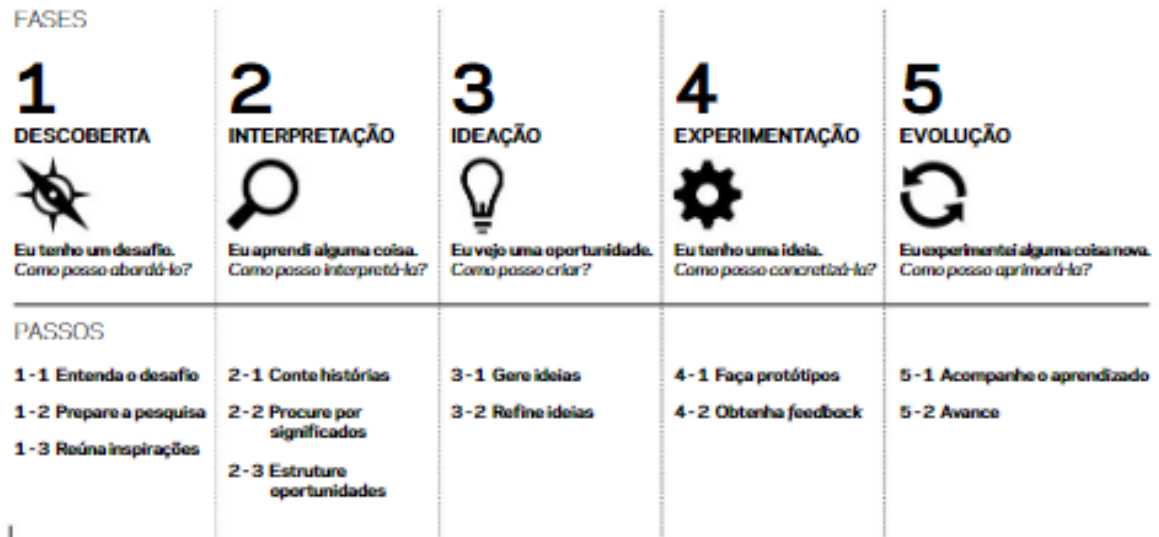 FASES
1
DESCOBERTA
Eu tenho um desafio.
Como posso abordá-lo?
2
INTERPRETAÇÃO
Eu aprendi alguma coisa.
Como posso interpretá-la?
3
IDEAÇÃO
Eu vejo uma oportunidade.
Como posso criar?
4
EXPERIMENTAÇÃO
Eu tenho uma ideia.
Como posso concretizá-la?
5
EVOLUÇÃO
Eu experimentei alguma coisa nova.
Como posso aprimorá-la?
PASSOS
1-1 Entenda o desafio
1-2 Prepare a pesquisa
1-3 Reúna inspirações
2-1 Conte histórias
2-2 Procure por
significados
2-3 Estruture
oportunidades
3-1 Gere ideias
3-2 Refine ideias
4-1 Faça protótipos
4-2 Obtenha feedback
5-1 Acompanhe o aprendizado
5-2 Avance